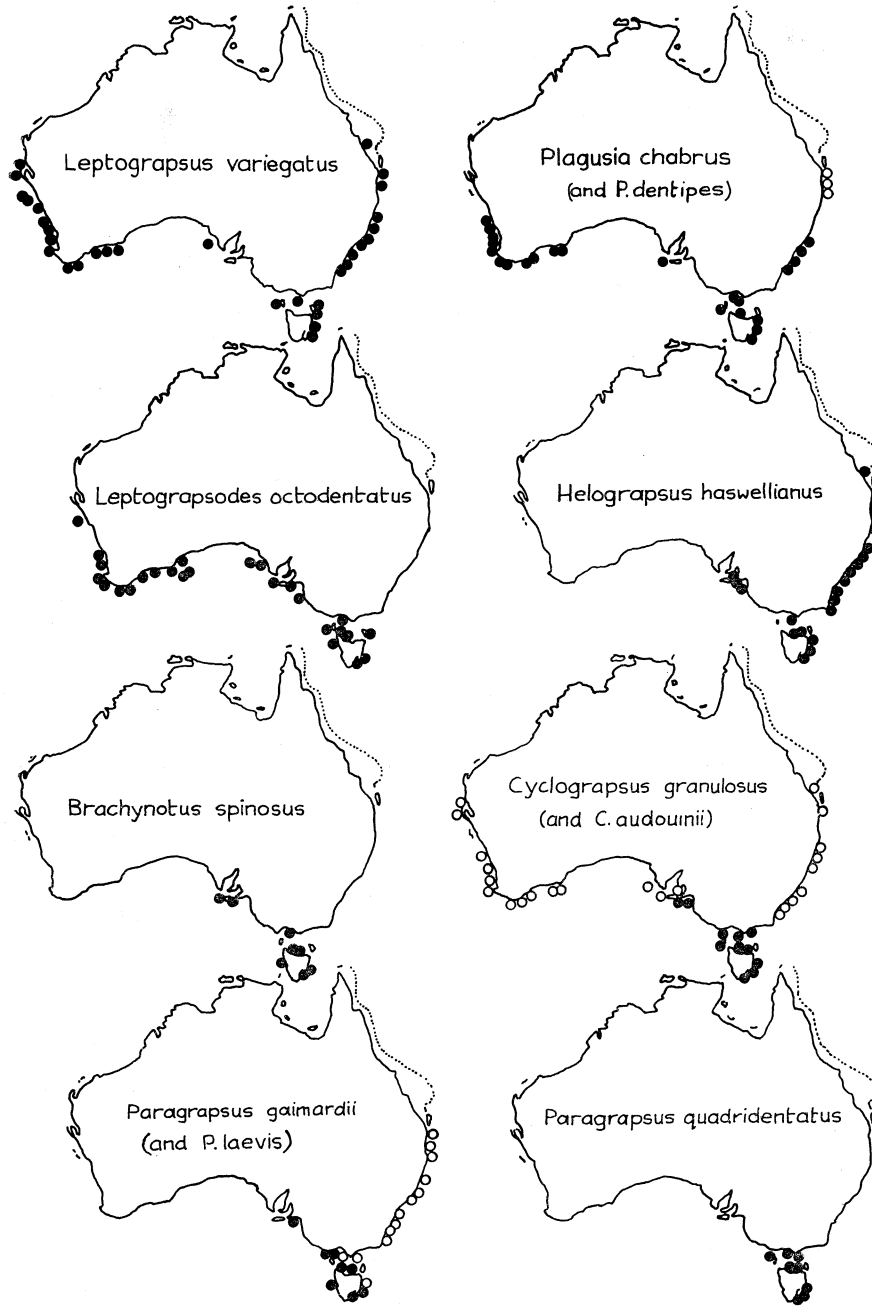 Leptograpsus variegatus
Plagusia chabrus
(and P. dentipes)
Leptograpsodes octodentatus
Helograpsus haswellianus
Brachynotus spinosus
Cyclograpsus granulosus
(and C. audouinii)
Paragrapsus gaimardii
(and P. laevis)
Paragrapsus quadridentatus